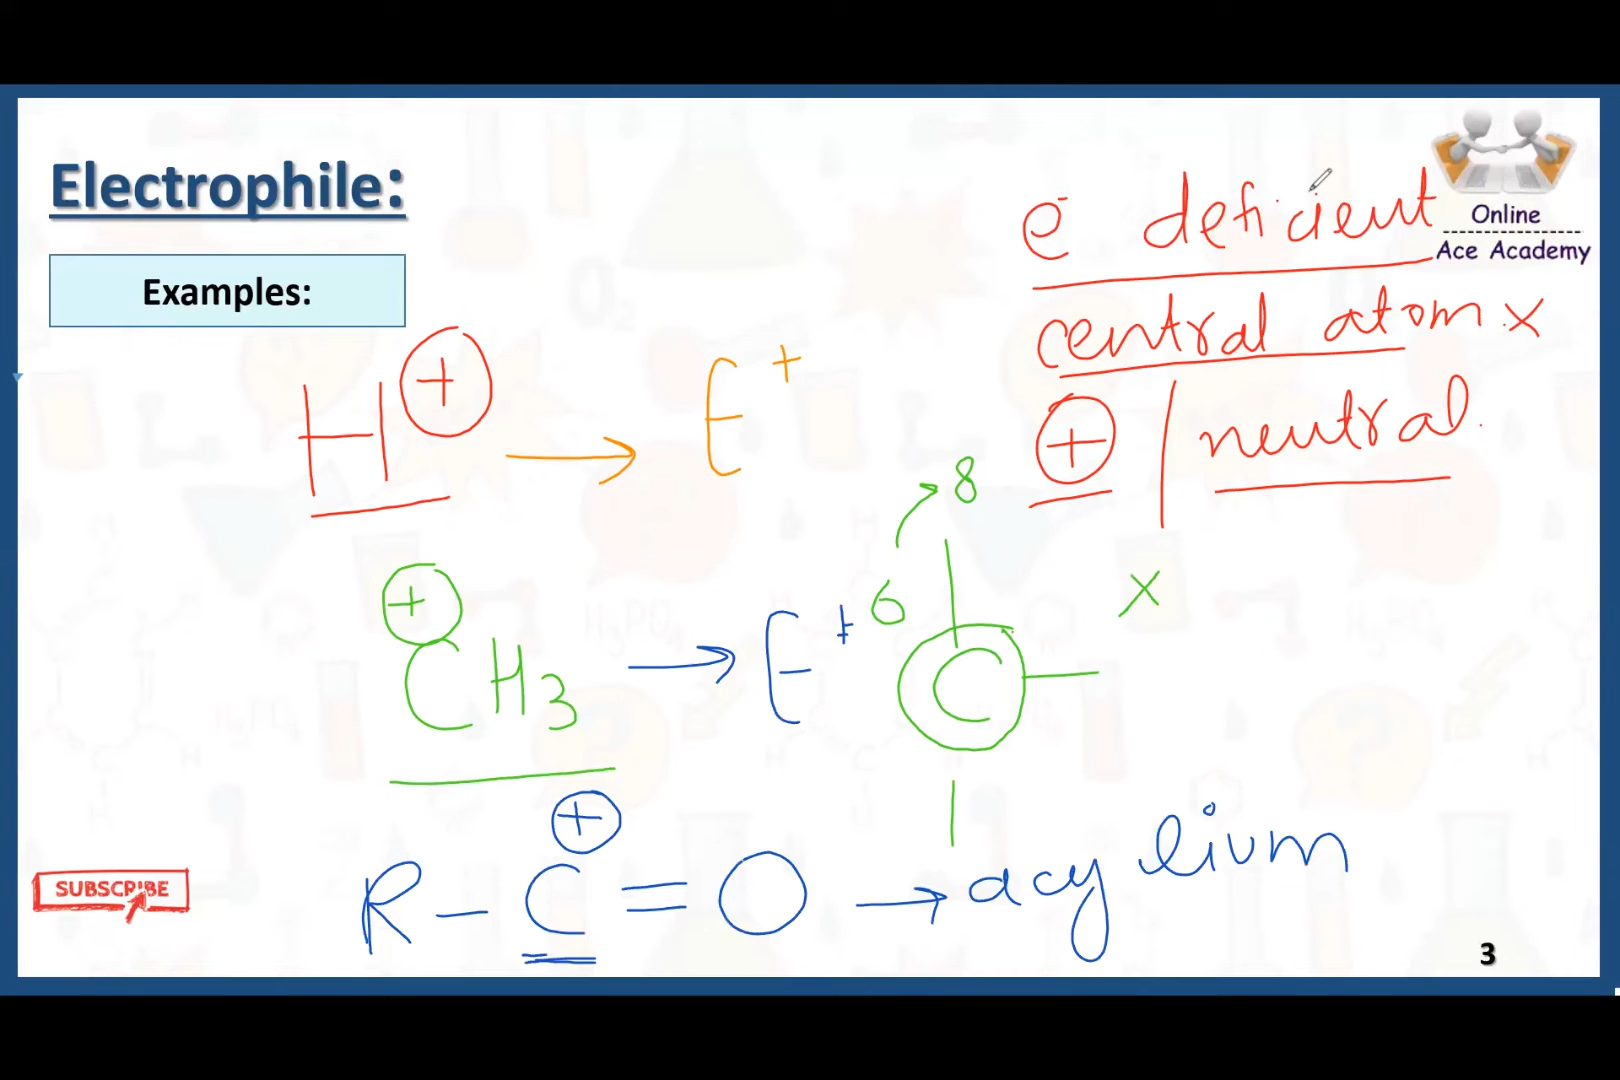 Electrophile:
Examples:
e⁻ deficient
central atom x
⊕ | neutral.
Online
Ace Academy
H⊕ → E⁺
8
6
C
X
⊕
CH₃ → E⁺
⊕
R – C = O → acylium
SUBSCRIBE
3